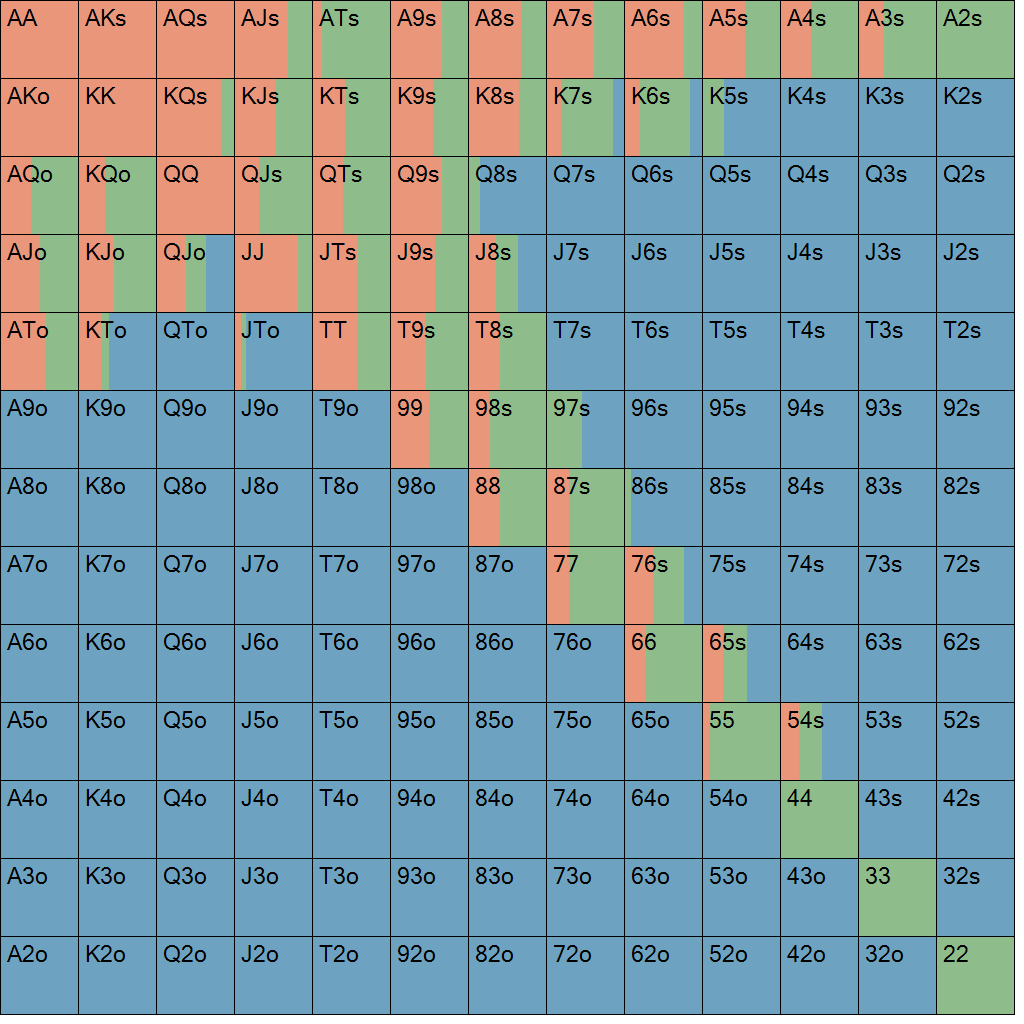 AA AKs AQs AJs ATs A9s A8s A7s A6s A5s A4s A3s A2s
AKo KK KQs KJs KTs K9s K8s K7s K6s K5s K4s K3s K2s
AQo KQo QQ QJs QTs Q9s Q8s Q7s Q6s Q5s Q4s Q3s Q2s
AJo KJo QJo JJ JTs J9s J8s J7s J6s J5s J4s J3s J2s
ATo KTo QTo JTo TT T9s T8s T7s T6s T5s T4s T3s T2s
A9o K9o Q9o J9o T9o 99 98s 97s 96s 95s 94s 93s 92s
A8o K8o Q8o J8o T8o 98o 88 87s 86s 85s 84s 83s 82s
A7o K7o Q7o J7o T7o 97o 87o 77 76s 75s 74s 73s 72s
A6o K6o Q6o J6o T6o 96o 86o 76o 66 65s 64s 63s 62s
A5o K5o Q5o J5o T5o 95o 85o 75o 65o 55 54s 53s 52s
A4o K4o Q4o J4o T4o 94o 84o 74o 64o 54o 44 43s 42s
A3o K3o Q3o J3o T3o 93o 83o 73o 63o 53o 43o 33 32s
A2o K2o Q2o J2o T2o 92o 82o 72o 62o 52o 42o 32o 22